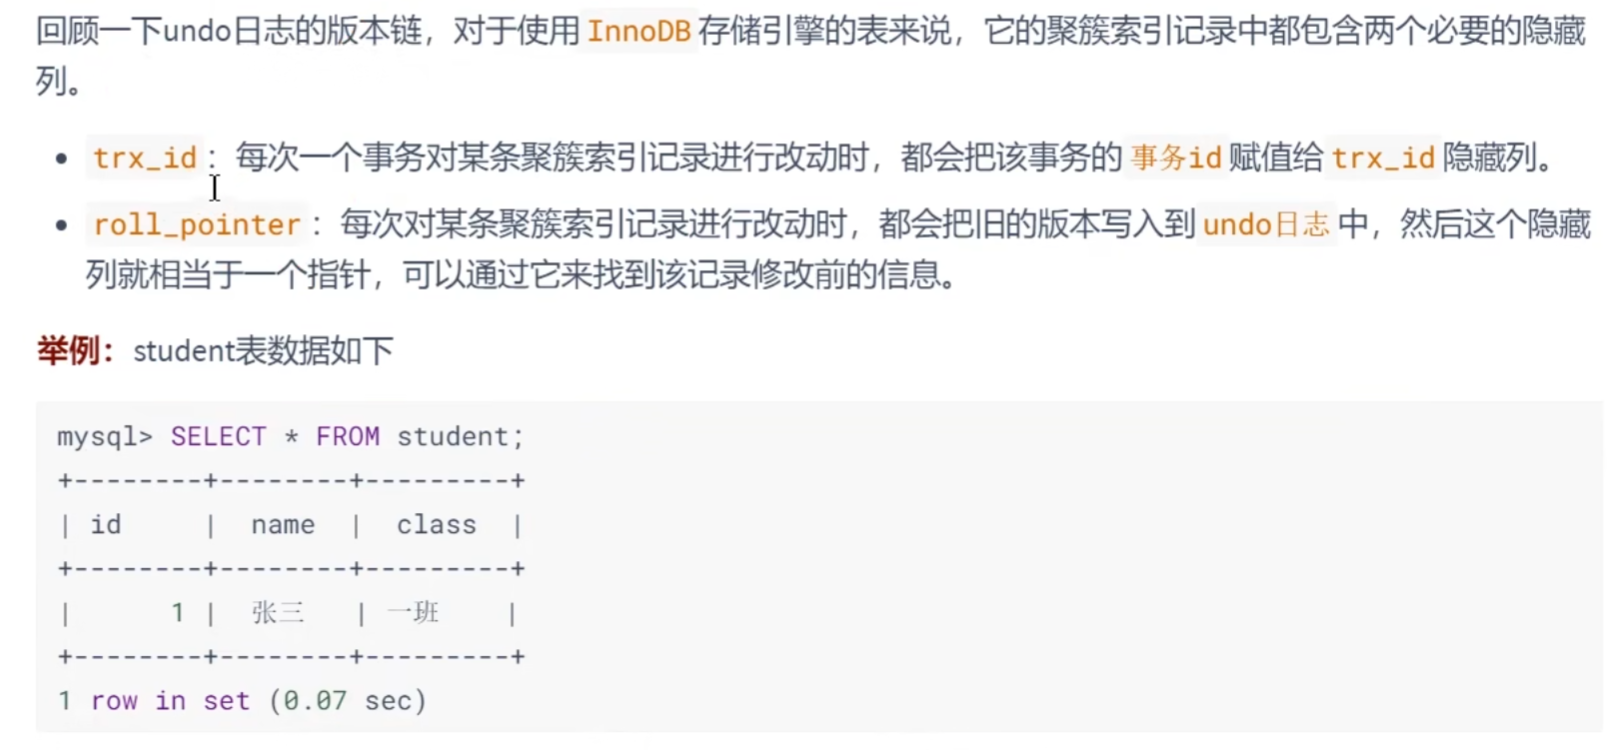 回顾一下undo日志的版本链，对于使用 InnoDB 存储引擎的表来说，它的聚簇索引记录中都包含两个必要的隐藏
列。
• trx_id ：每次一个事务对某条聚簇索引记录进行改动时，都会把该事务的 事务id 赋值给 trx_id 隐藏列。
• roll_pointer ：每次对某条聚簇索引记录进行改动时，都会把旧的版本写入到 undo日志 中，然后这个隐藏
列就相当于一个指针，可以通过它来找到该记录修改前的信息。
举例：student表数据如下
mysql> SELECT * FROM student;
+--------+--------+---------+
| id     |  name  |  class  |
+--------+--------+---------+
|      1 |  张三   | 一班    |
+--------+--------+---------+
1 row in set (0.07 sec)